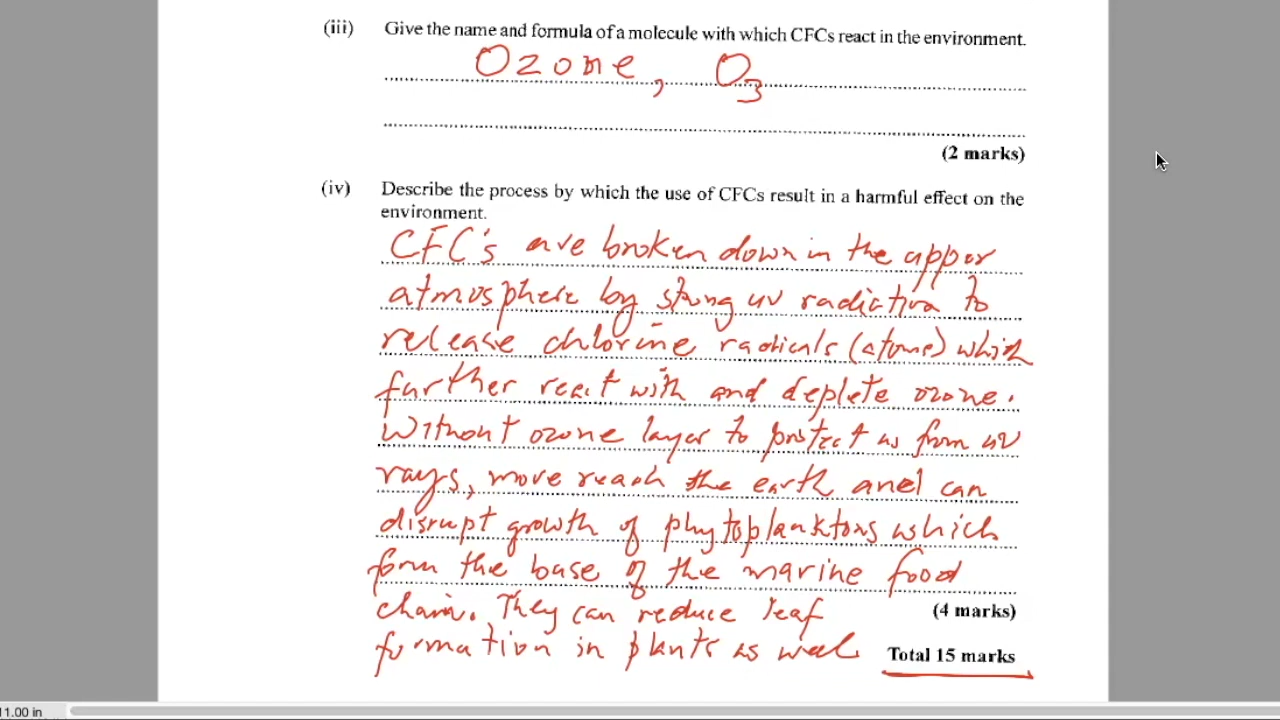 (iii) Give the name and formula of a molecule with which CFCs react in the environment.
Ozone, O3
(2 marks)
(iv) Describe the process by which the use of CFCs result in a harmful effect on the
environment.
CFC's are broken down in the upper
atmosphere by strong uv radiation to
release chlorine radicals (atoms) which
further react with and deplete ozone.
Without ozone layer to protect us from uv
rays, more reach the earth and can
disrupt growth of phytoplanktons which
form the base of the marine food
chain. They can reduce leaf (4 marks)
formation in plants as well Total 15 marks
11.00 in